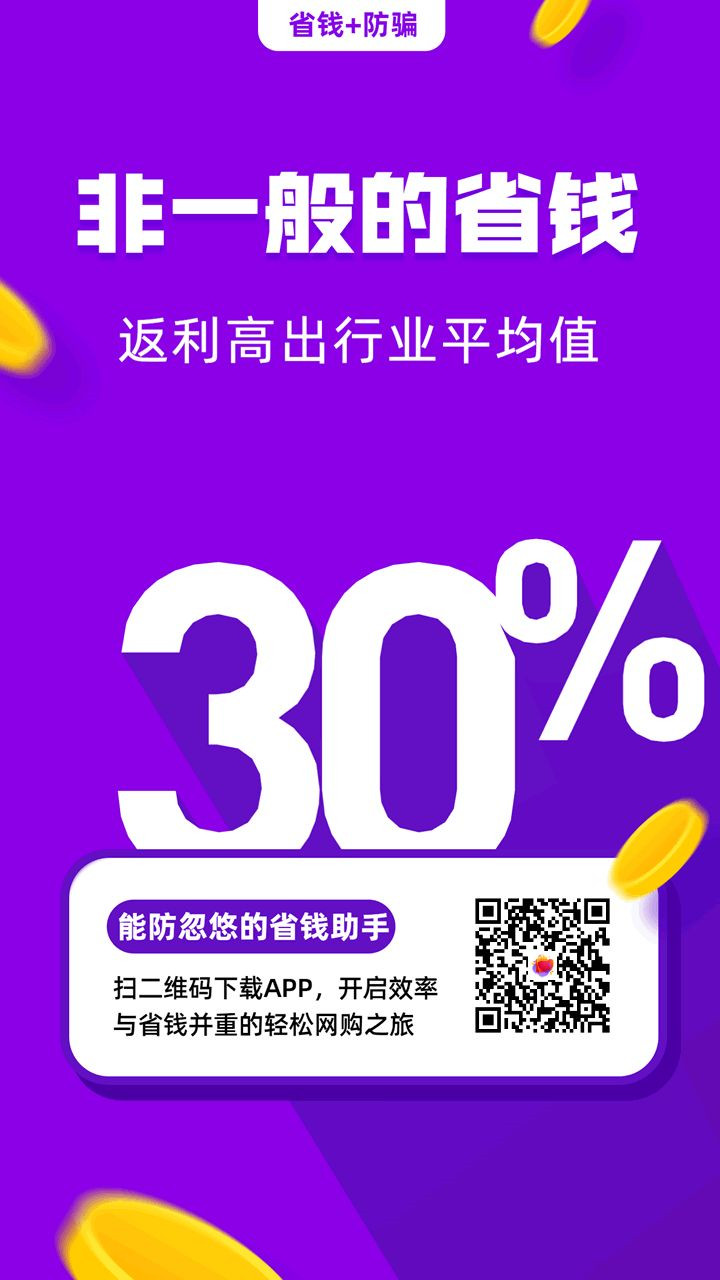 省钱+防骗
非一般的省钱
返利高出行业平均值
30%
能防忽悠的省钱助手
扫二维码下载APP，开启效率
与省钱并重的轻松网购之旅